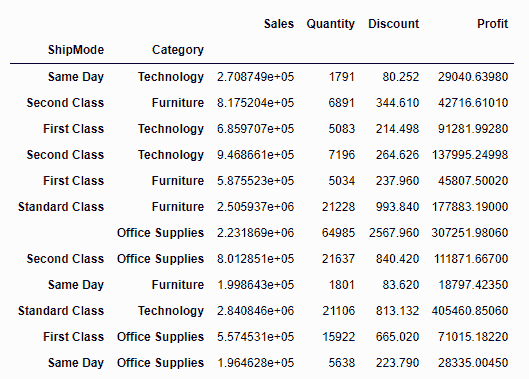 Sales Quantity Discount Profit
ShipMode Category
Same Day Technology 2.708749e+05 1791 80.252 29040.63980
Second Class Furniture 8.175204e+05 6891 344.610 42716.61010
First Class Technology 6.859707e+05 5083 214.498 91281.99280
Second Class Technology 9.468661e+05 7196 264.626 137995.24998
First Class Furniture 5.875523e+05 5034 237.960 45807.50020
Standard Class Furniture 2.505937e+06 21228 993.840 177883.19000
Office Supplies 2.231869e+06 64985 2567.960 307251.98060
Second Class Office Supplies 8.012851e+05 21637 840.420 111871.66700
Same Day Furniture 1.998643e+05 1801 83.620 18797.42350
Standard Class Technology 2.840846e+06 21106 813.132 405460.85060
First Class Office Supplies 5.574531e+05 15922 665.020 71015.18220
Same Day Office Supplies 1.964628e+05 5638 223.790 28335.00450